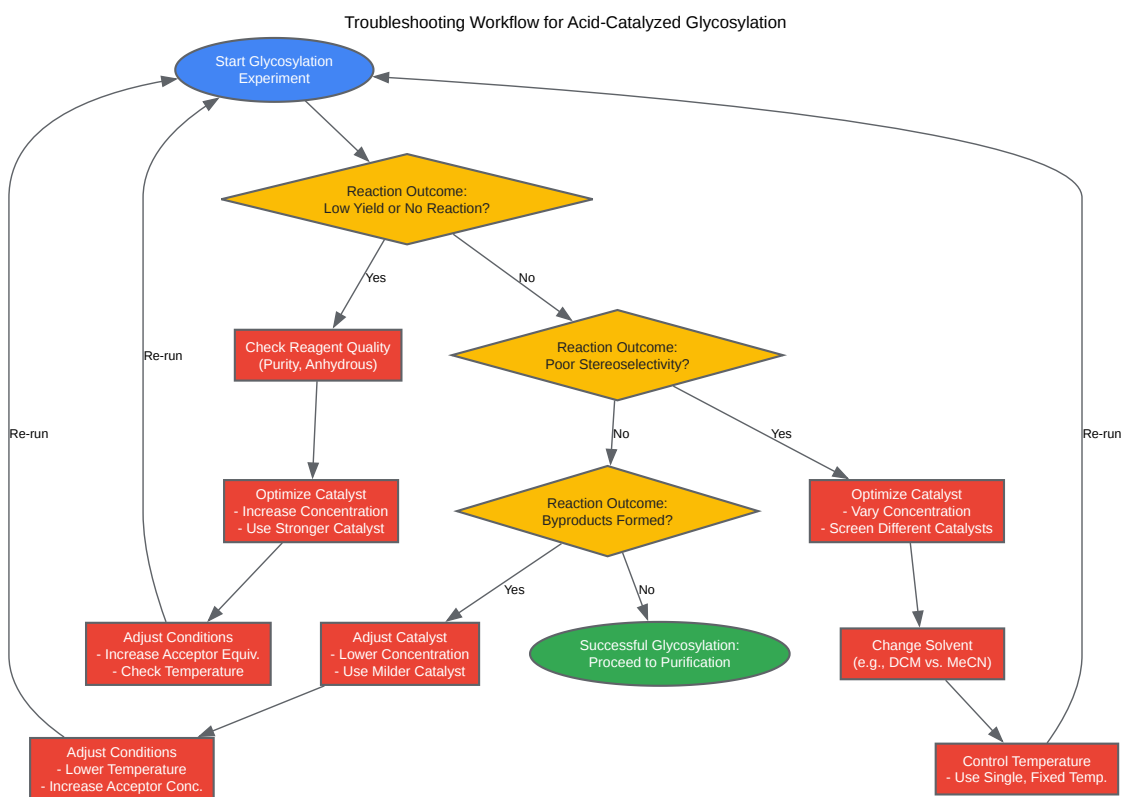 Troubleshooting Workflow for Acid-Catalyzed Glycosylation
Start Glycosylation
Experiment
Reaction Outcome:
Low Yield or No Reaction?
Yes
No
Check Reagent Quality
(Purity, Anhydrous)
Reaction Outcome:
Poor Stereoselectivity?
Re-run
Re-run
No
Yes
Re-run
Optimize Catalyst
- Increase Concentration
- Use Stronger Catalyst
Reaction Outcome:
Byproducts Formed?
Optimize Catalyst
- Vary Concentration
- Screen Different Catalysts
Yes
No
Adjust Conditions
- Increase Acceptor Equiv.
- Check Temperature
Adjust Catalyst
- Lower Concentration
- Use Milder Catalyst
Successful Glycosylation:
Proceed to Purification
Change Solvent
(e.g., DCM vs. MeCN)
Adjust Conditions
- Lower Temperature
- Increase Acceptor Conc.
Control Temperature
- Use Single, Fixed Temp.